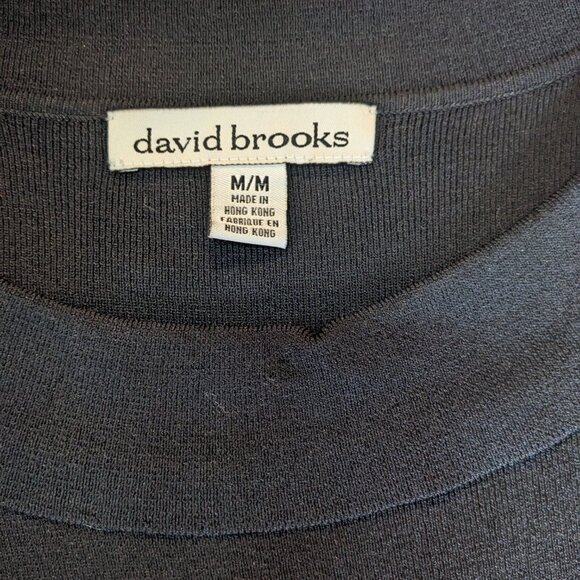 david brooks
M/M
MADE IN
HONG KONG
FABRIQUE EN
HONG KONG